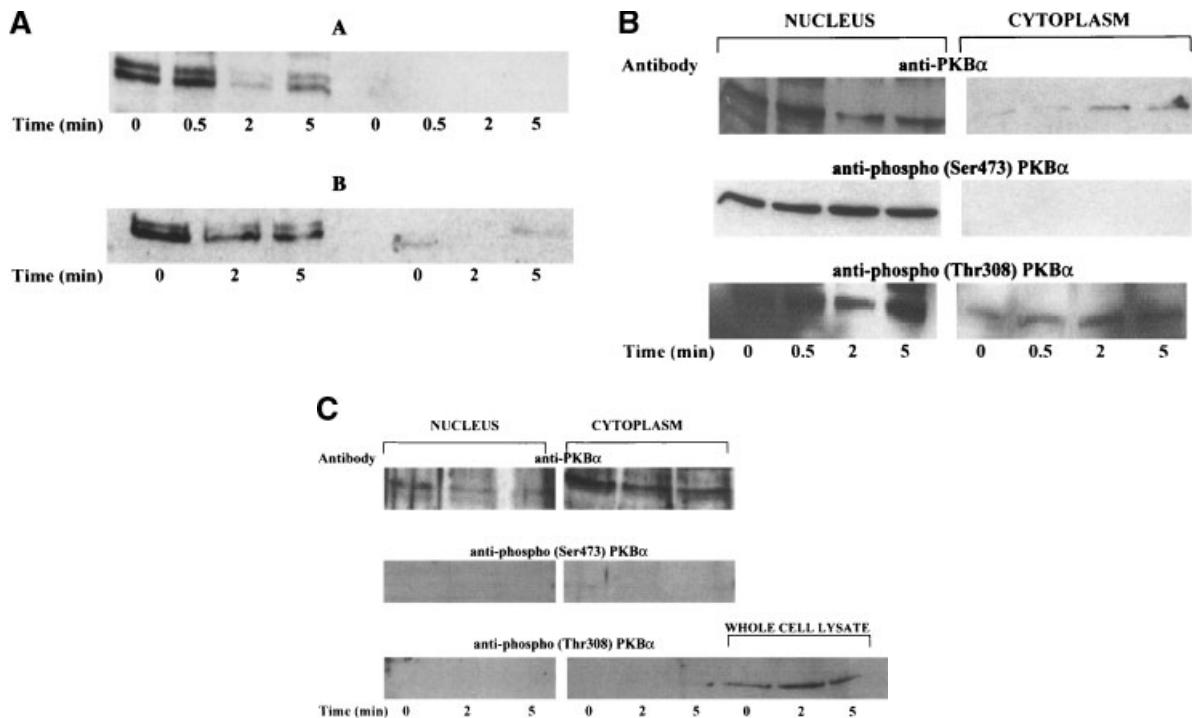 A
A
Time (min) 0 0.5 2 5 0 0.5 2 5
B
Time (min) 0 2 5 0 2 5
B
NUCLEUS CYTOPLASM
Antibody anti-PKBα
anti-phospho (Ser473) PKBα
anti-phospho (Thr308) PKBα
Time (min) 0 0.5 2 5 0 0.5 2 5
C
NUCLEUS CYTOPLASM
Antibody anti-PKBα
anti-phospho (Ser473) PKBα
WHOLE CELL LYSATE
anti-phospho (Thr308) PKBα
Time (min) 0 2 5 0 2 5 0 2 5